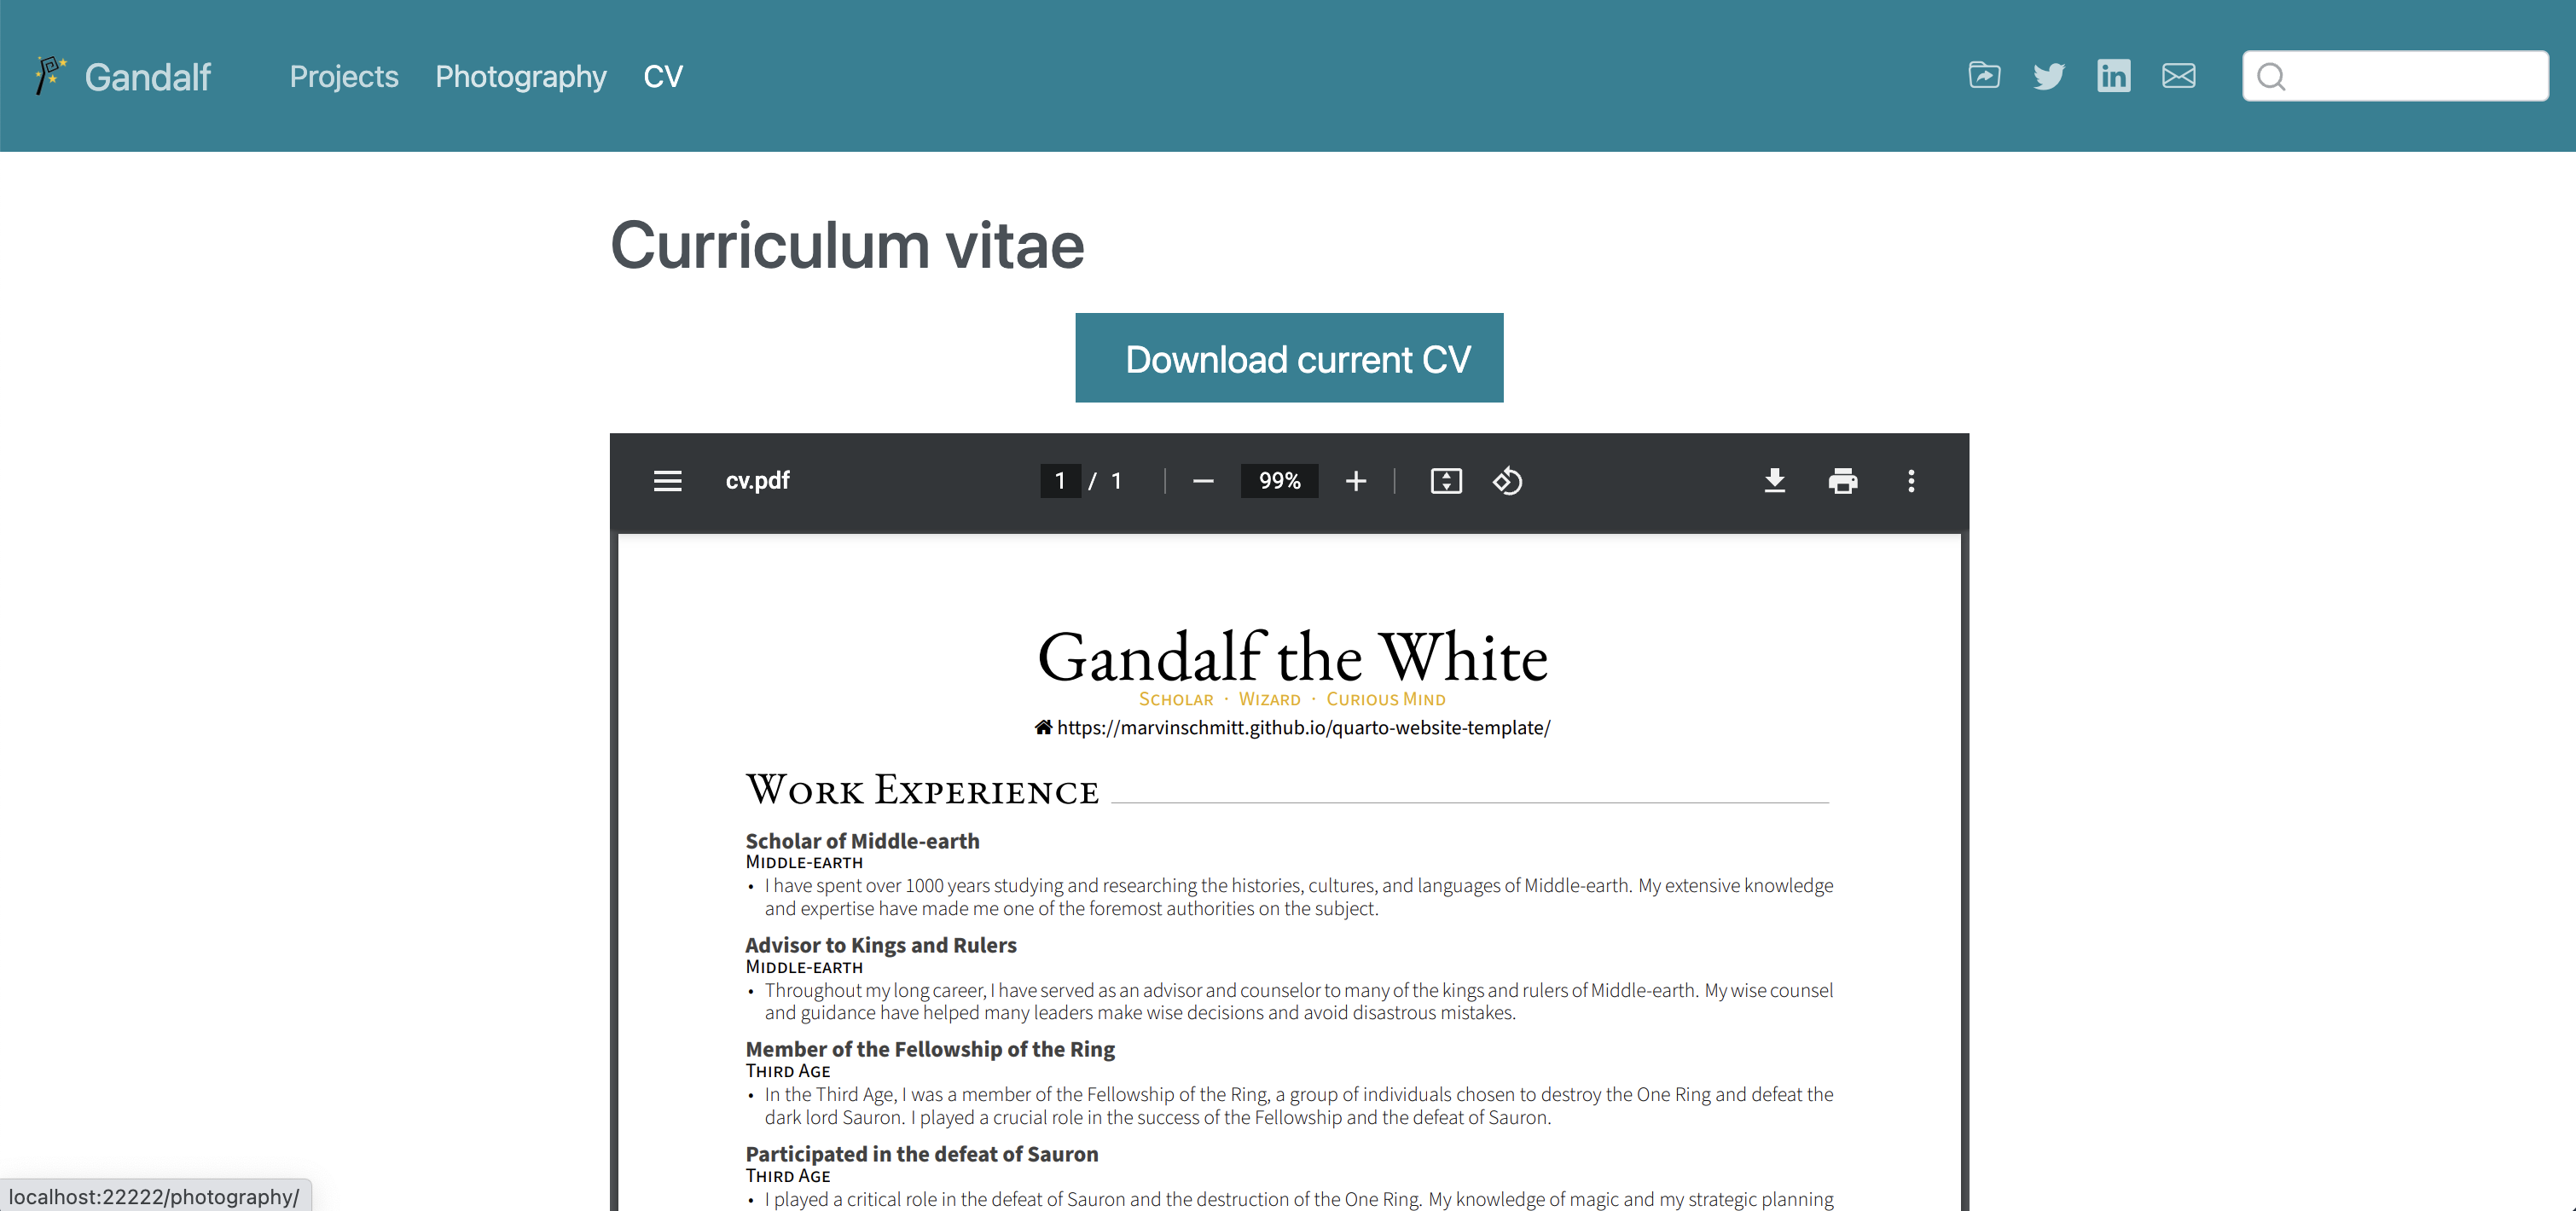 Gandalf Projects Photography CV
Curriculum vitae
Download current CV
cv.pdf 1 / 1 99%
Gandalf the White
Scholar · Wizard · Curious Mind
https://marvinschmitt.github.io/quarto-website-template/
Work Experience
Scholar of Middle-earth
Middle-earth
• I have spent over 1000 years studying and researching the histories, cultures, and languages of Middle-earth. My extensive knowledge
and expertise have made me one of the foremost authorities on the subject.
Advisor to Kings and Rulers
Middle-earth
• Throughout my long career, I have served as an advisor and counselor to many of the kings and rulers of Middle-earth. My wise counsel
and guidance have helped many leaders make wise decisions and avoid disastrous mistakes.
Member of the Fellowship of the Ring
Third Age
• In the Third Age, I was a member of the Fellowship of the Ring, a group of individuals chosen to destroy the One Ring and defeat the
dark lord Sauron. I played a crucial role in the success of the Fellowship and the defeat of Sauron.
Participated in the defeat of Sauron
Third Age
• I played a critical role in the defeat of Sauron and the destruction of the One Ring. My knowledge of magic and my strategic planning
localhost:22222/photography/